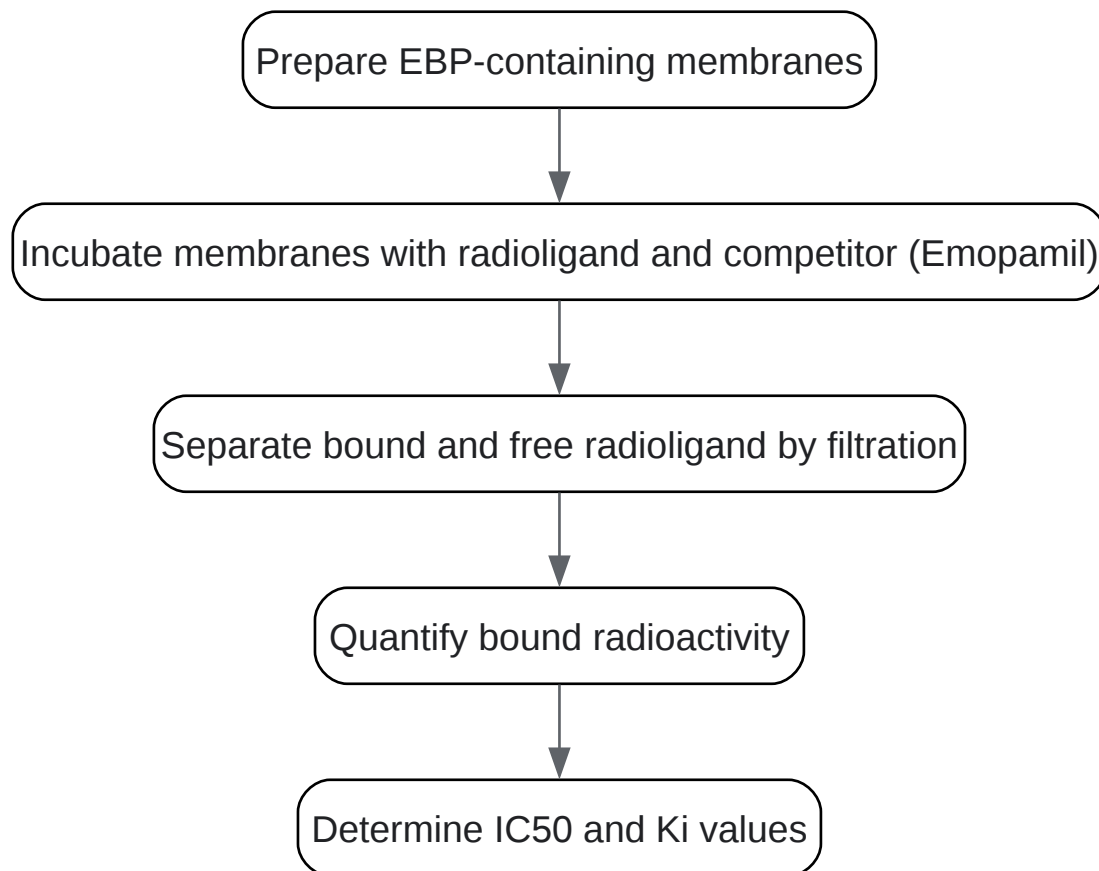 Prepare EBP-containing membranes
Incubate membranes with radioligand and competitor (Emopamil)
Separate bound and free radioligand by filtration
Quantify bound radioactivity
Determine IC50 and Ki values